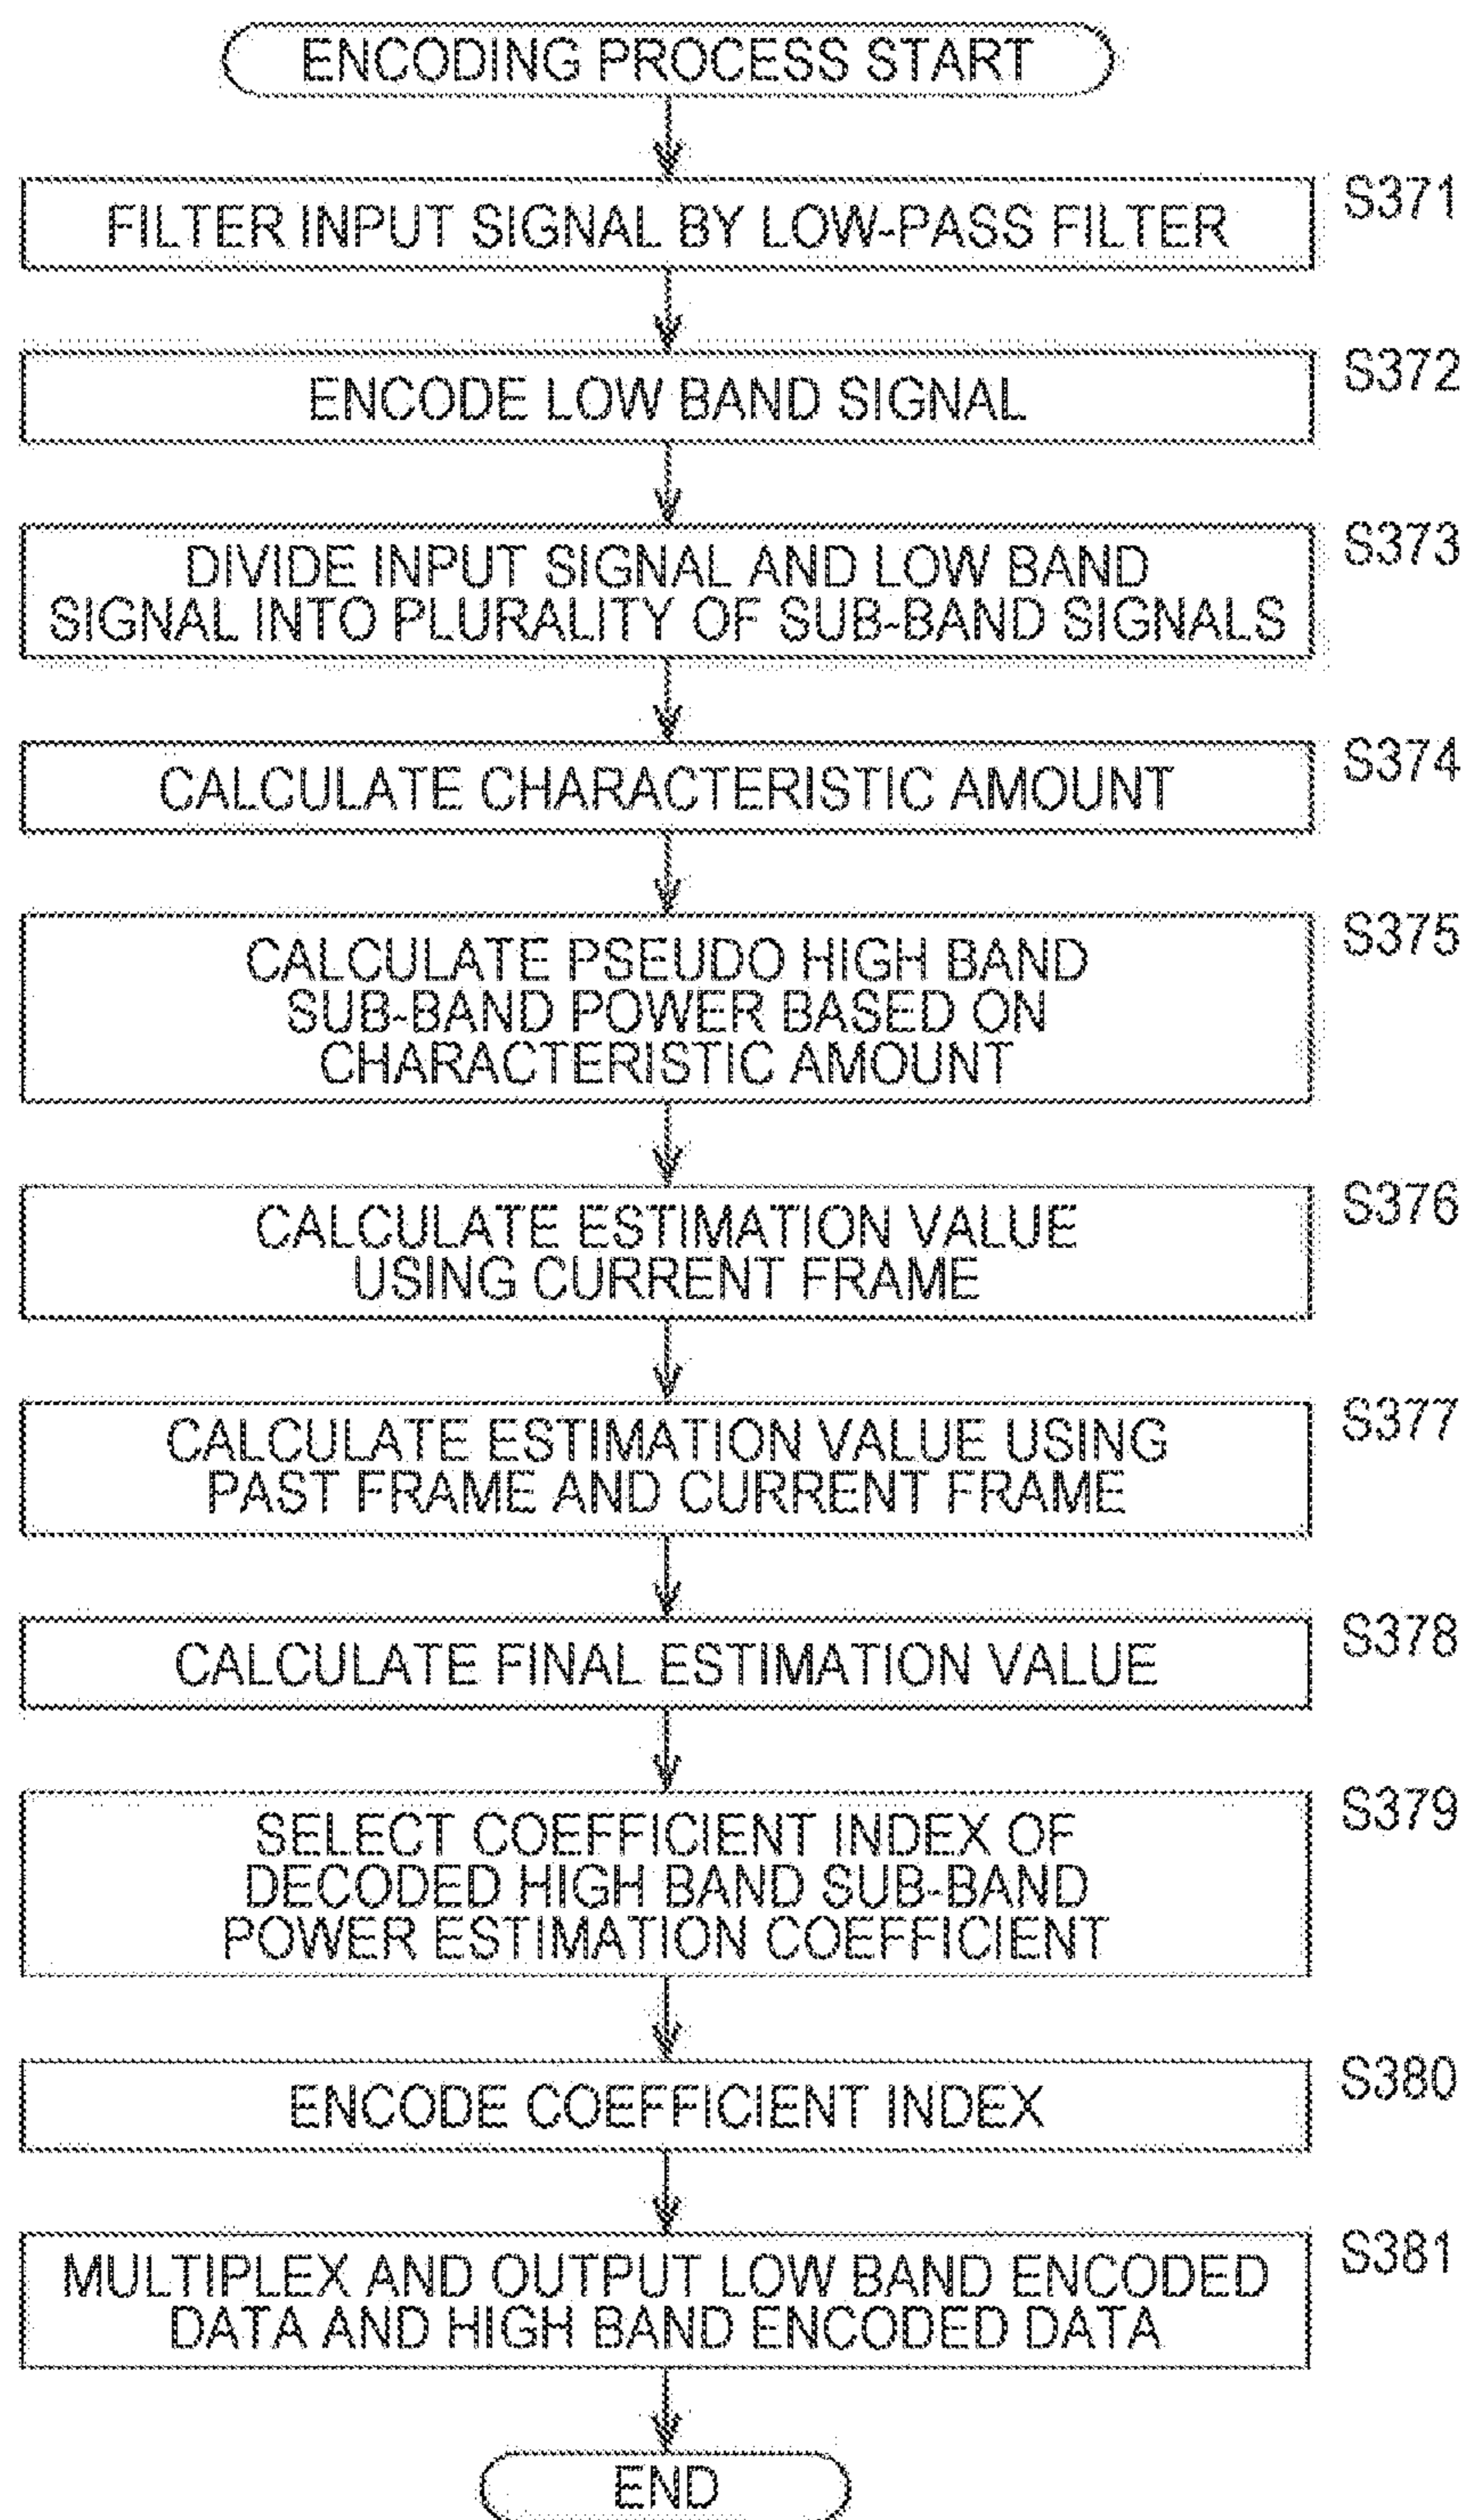 ENCODING PROCESS START
S371
FILTER INPUT SIGNAL BY LOW-PASS FILTER
S372
ENCODE LOW BAND SIGNAL
S373
DIVIDE INPUT SIGNAL AND LOW BAND
SIGNAL INTO PLURALITY OF SUB-BAND SIGNALS
S374
CALCULATE CHARACTERISTIC AMOUNT
S375
CALCULATE PSEUDO HIGH BAND
SUB-BAND POWER BASED ON
CHARACTERISTIC AMOUNT
S376
CALCULATE ESTIMATION VALUE
USING CURRENT FRAME
S377
CALCULATE ESTIMATION VALUE USING
PAST FRAME AND CURRENT FRAME
S378
CALCULATE FINAL ESTIMATION VALUE
S379
SELECT COEFFICIENT INDEX OF
DECODED HIGH BAND SUB-BAND
POWER ESTIMATION COEFFICIENT
S380
ENCODE COEFFICIENT INDEX
S381
MULTIPLEX AND OUTPUT LOW BAND ENCODED
DATA AND HIGH BAND ENCODED DATA
END